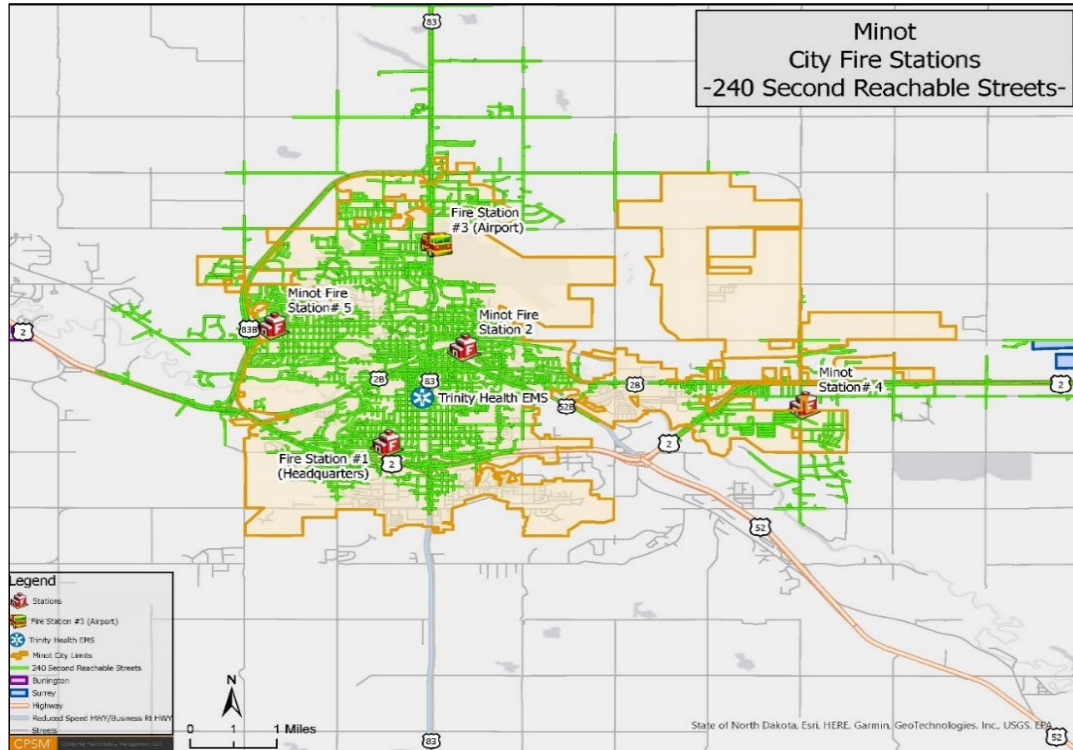 Minot
City Fire Stations
-240 Second Reachable Streets-
83
Fire Station
#3 (Airport)
Minot Fire
Station# 5
Minot Fire
Station 2
2
83B
2B
83
2B
Minot
Station# 4
2
Trinity Health EMS
52B
Fire Station #1
(Headquarters)
2
2
52
Legend
Stations
Fire Station #3 (Airport)
Trinity Health EMS
Minot City Limits
240 Second Reachable Streets
Burlington
Surrey
Highway
Reduced Speed HWY/Business Rt HWY
Streets
N
0 1 1 Miles
83
State of North Dakota, Esri, HERE, Garmin, GeoTechnologies, Inc., USGS, EPA
52
CPSM